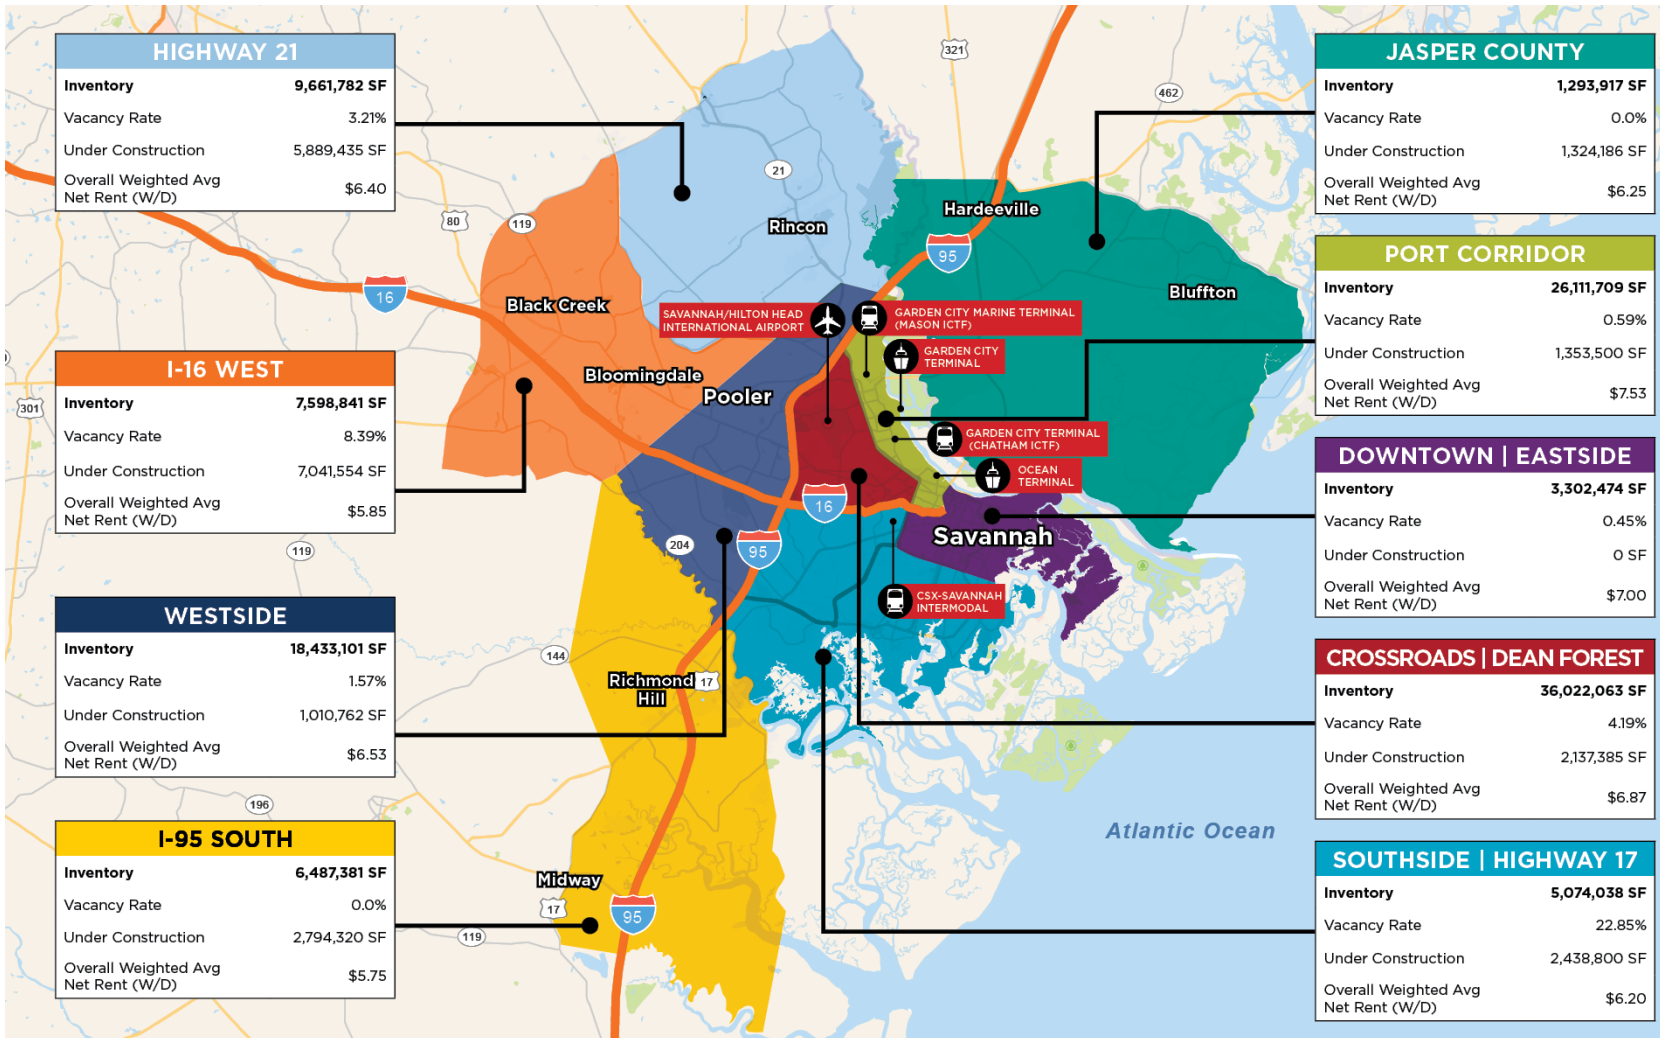 HIGHWAY 21
Inventory 9,661,782 SF
Vacancy Rate 3.21%
Under Construction 5,889,435 SF
Overall Weighted Avg
Net Rent (W/D) $6.40
I-16 WEST
Inventory 7,598,841 SF
Vacancy Rate 8.39%
Under Construction 7,041,554 SF
Overall Weighted Avg
Net Rent (W/D) $5.85
WESTSIDE
Inventory 18,433,101 SF
Vacancy Rate 1.57%
Under Construction 1,010,762 SF
Overall Weighted Avg
Net Rent (W/D) $6.53
I-95 SOUTH
Inventory 6,487,381 SF
Vacancy Rate 0.0%
Under Construction 2,794,320 SF
Overall Weighted Avg
Net Rent (W/D) $5.75
321
462
21
80
119
Rincon
Hardeeville
95
16
Black Creek
Bluffton
SAVANNAH/HILTON HEAD
INTERNATIONAL AIRPORT
GARDEN CITY MARINE TERMINAL
(MASON ICTF)
GARDEN CITY
TERMINAL
Bloomingdale
Pooler
301
GARDEN CITY TERMINAL
(CHATHAM ICTF)
OCEAN
TERMINAL
16
Savannah
204
95
119
CSX-SAVANNAH
INTERMODAL
144
Richmond
Hill
17
196
Atlantic Ocean
Midway
17
95
119
JASPER COUNTY
Inventory 1,293,917 SF
Vacancy Rate 0.0%
Under Construction 1,324,186 SF
Overall Weighted Avg
Net Rent (W/D) $6.25
PORT CORRIDOR
Inventory 26,111,709 SF
Vacancy Rate 0.59%
Under Construction 1,353,500 SF
Overall Weighted Avg
Net Rent (W/D) $7.53
DOWNTOWN | EASTSIDE
Inventory 3,302,474 SF
Vacancy Rate 0.45%
Under Construction 0 SF
Overall Weighted Avg
Net Rent (W/D) $7.00
CROSSROADS | DEAN FOREST
Inventory 36,022,063 SF
Vacancy Rate 4.19%
Under Construction 2,137,385 SF
Overall Weighted Avg
Net Rent (W/D) $6.87
SOUTHSIDE | HIGHWAY 17
Inventory 5,074,038 SF
Vacancy Rate 22.85%
Under Construction 2,438,800 SF
Overall Weighted Avg
Net Rent (W/D) $6.20